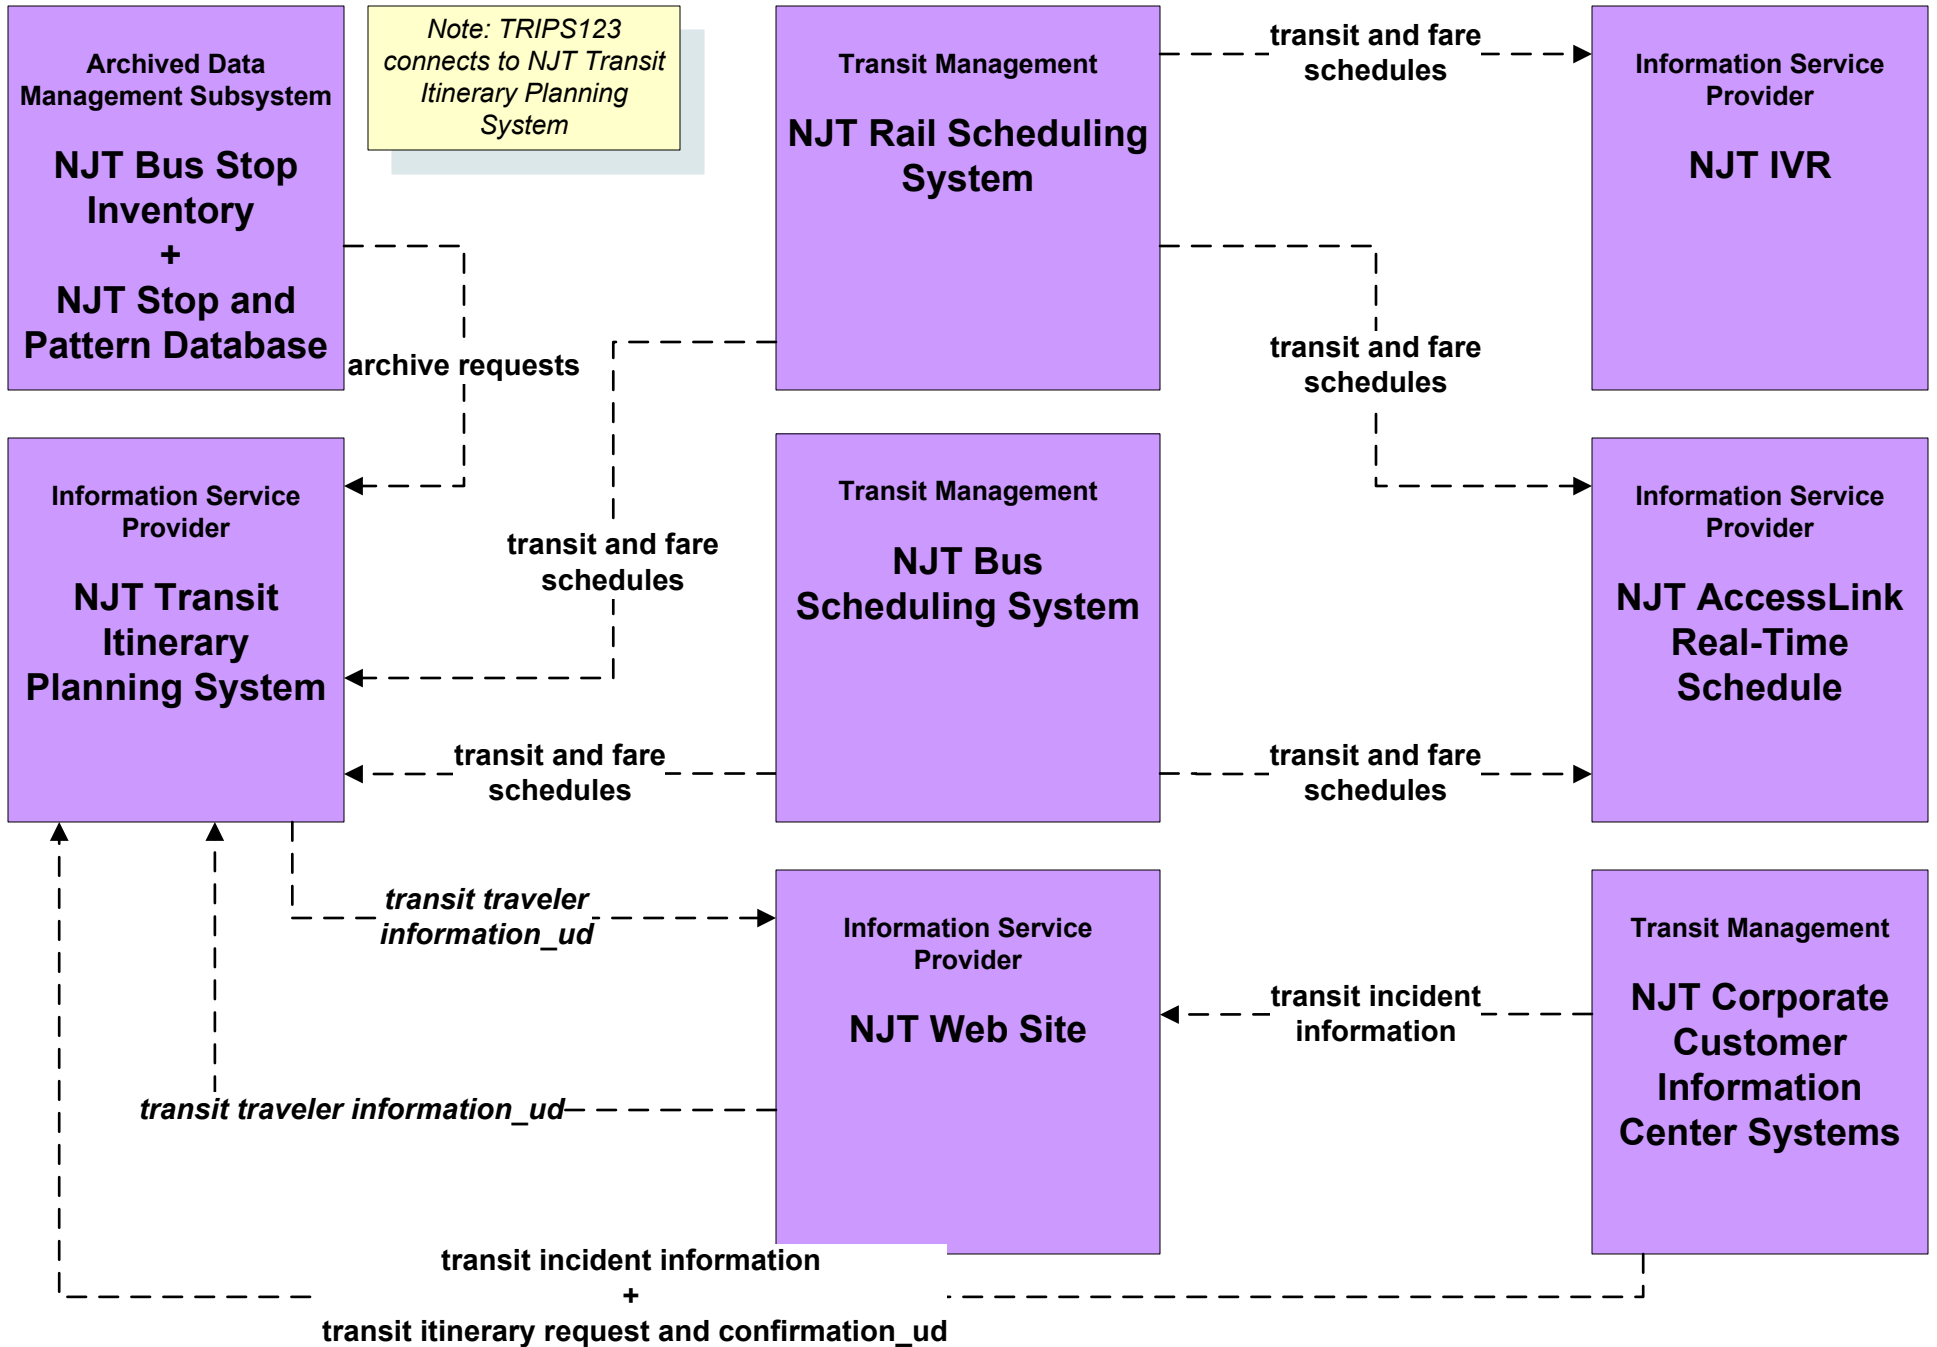 Archived Data
Management Subsystem
NJT Bus Stop
Inventory
+
NJT Stop and
Pattern Database
Note: TRIPS123
connects to NJT Transit
Itinerary Planning
System
Transit Management
NJT Rail Scheduling
System
transit and fare
schedules
Information Service
Provider
NJT IVR
archive requests
transit and fare
schedules
Information Service
Provider
NJT Transit
Itinerary
Planning System
transit and fare
schedules
Transit Management
NJT Bus
Scheduling System
Information Service
Provider
NJT AccessLink
Real-Time
Schedule
transit and fare
schedules
transit and fare
schedules
transit traveler
information_ud
Information Service
Provider
NJT Web Site
transit incident
information
Transit Management
NJT Corporate
Customer
Information
Center Systems
transit traveler information_ud
transit incident information
+
transit itinerary request and confirmation_ud